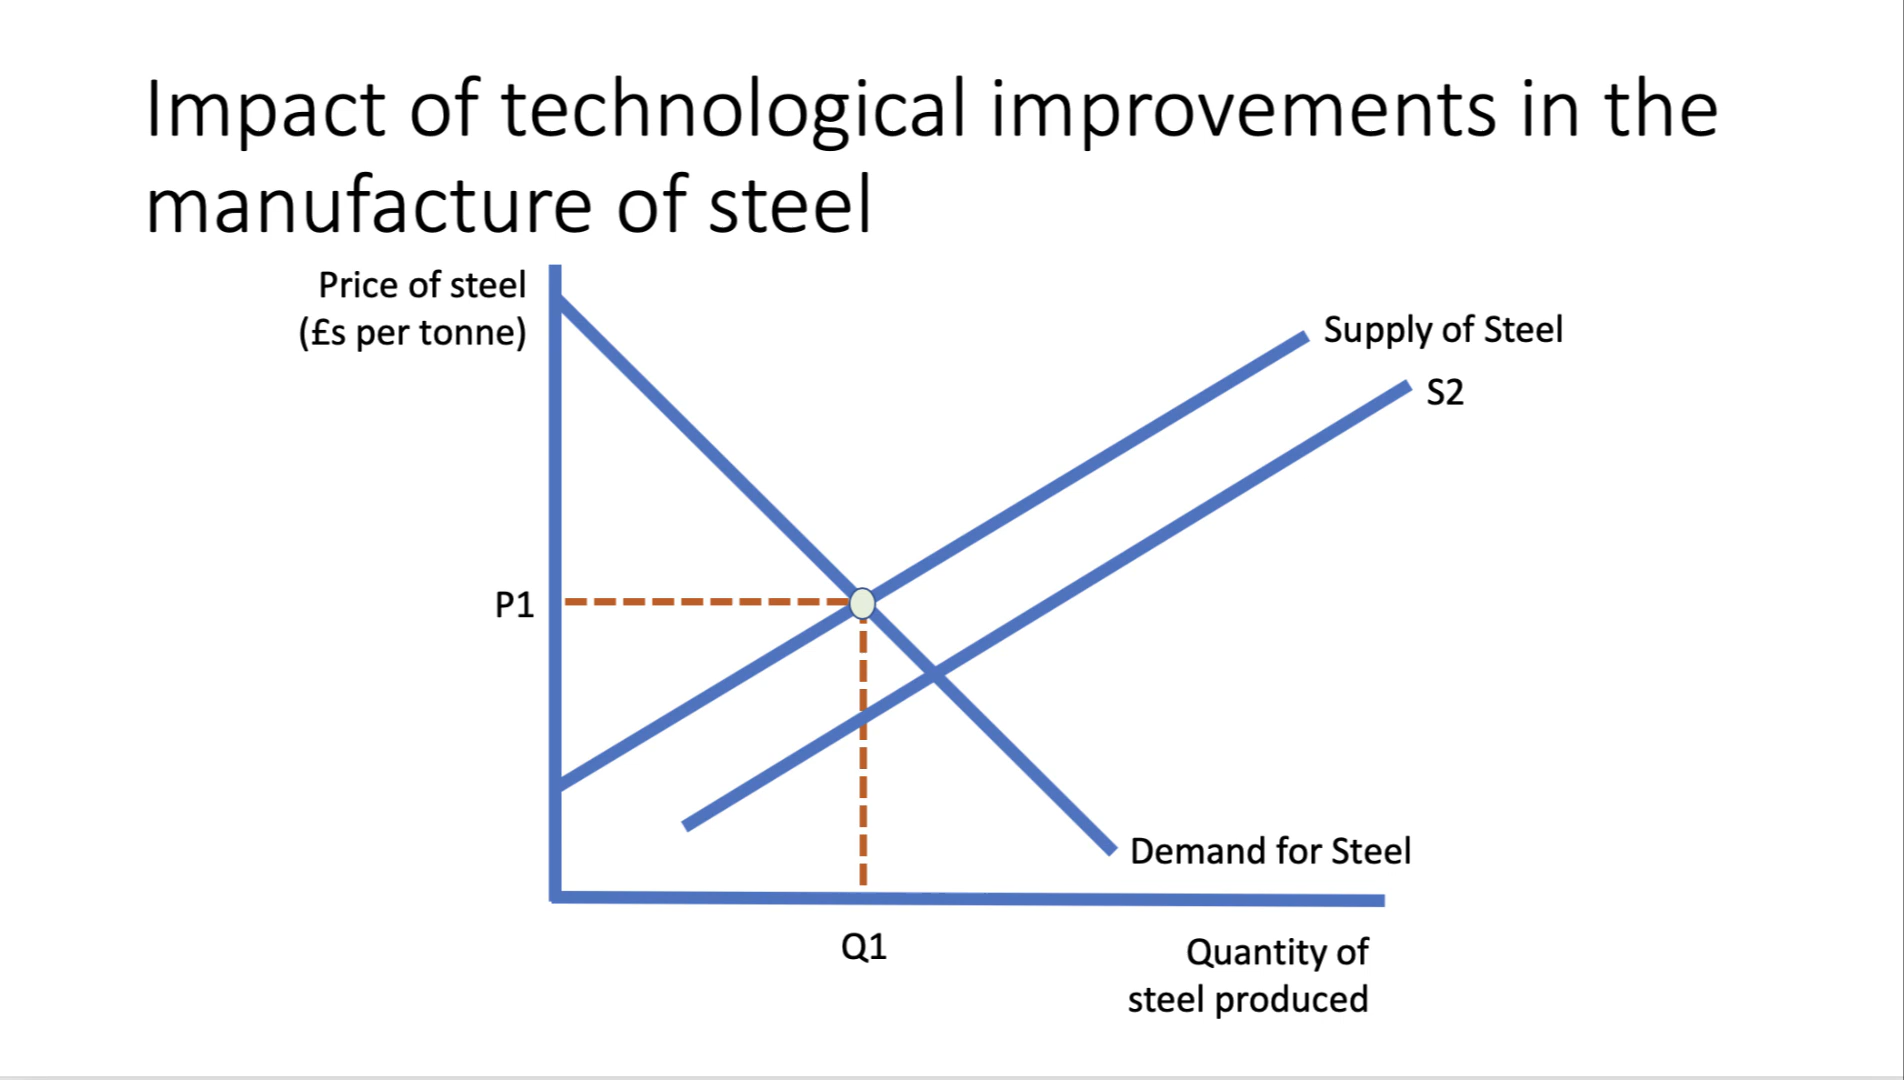 Impact of technological improvements in the
manufacture of steel
Price of steel
(£s per tonne)
Supply of Steel
S2
P1
Demand for Steel
Q1
Quantity of
steel produced